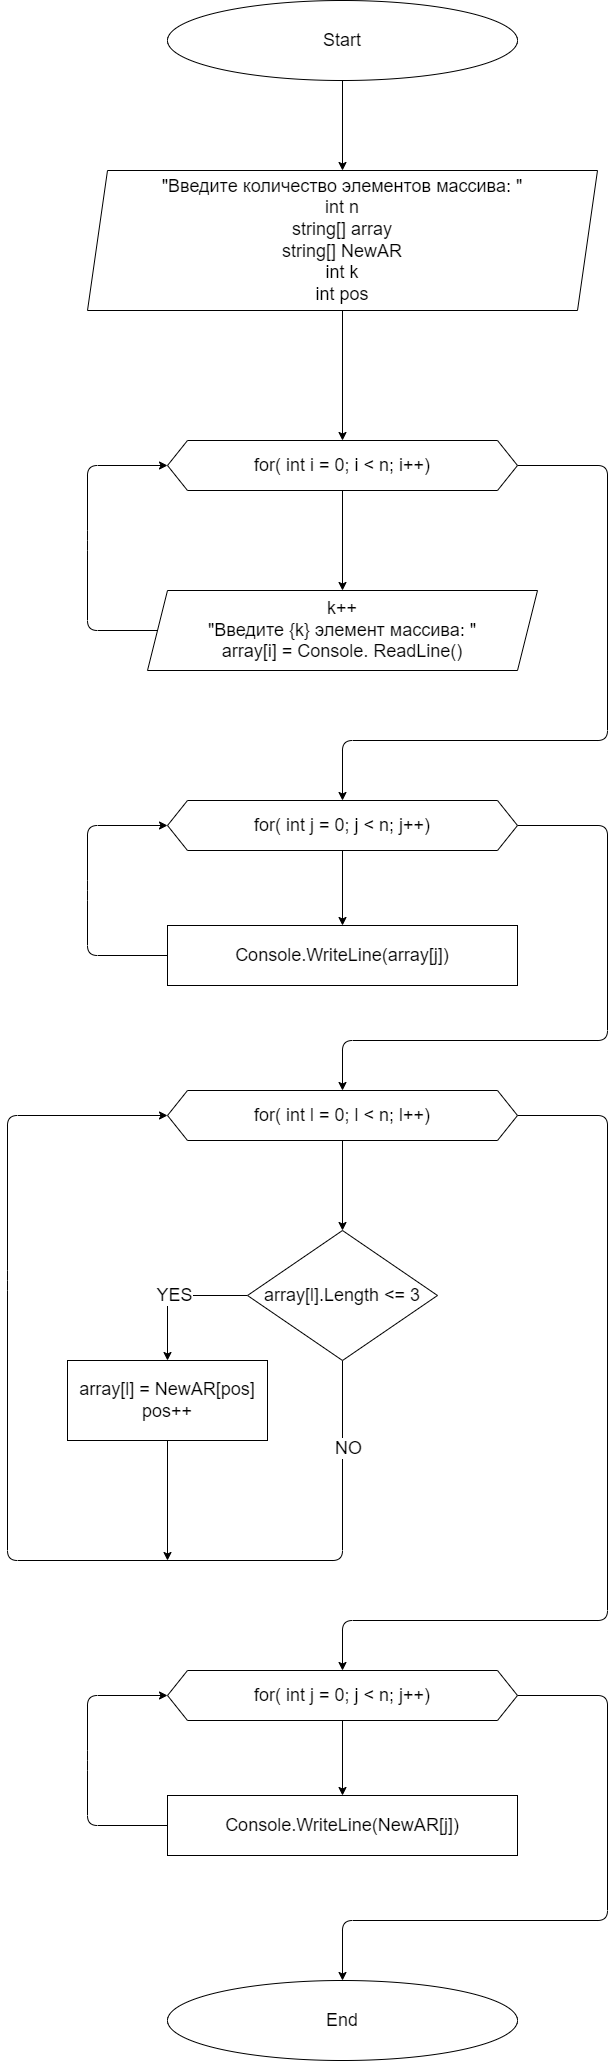 Start
"Введите количество элементов массива: "
int n
string[] array
string[] NewAR
int k
int pos
for( int i = 0; i < n; i++)
k++
"Введите {k} элемент массива: "
array[i] = Console. ReadLine()
for( int j = 0; j < n; j++)
Console.WriteLine(array[j])
for( int l = 0; l < n; l++)
array[l].Length <= 3
YES
array[l] = NewAR[pos]
pos++
NO
for( int j = 0; j < n; j++)
Console.WriteLine(NewAR[j])
End